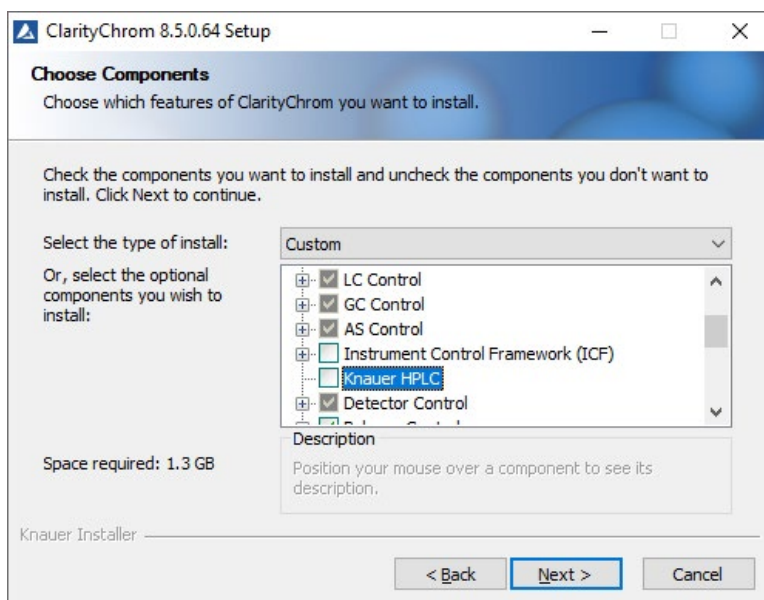 ClarityChrom 8.5.0.64 Setup
Choose Components
Choose which features of ClarityChrom you want to install.
Check the components you want to install and uncheck the components you don't want to
install. Click Next to continue.
Select the type of install:
Custom
Or, select the optional
components you wish to
install:
LC Control
GC Control
AS Control
Instrument Control Framework (ICF)
Knauer HPLC
Detector Control
Space required: 1.3 GB
Description
Position your mouse over a component to see its
description.
Knauer Installer
< Back
Next >
Cancel